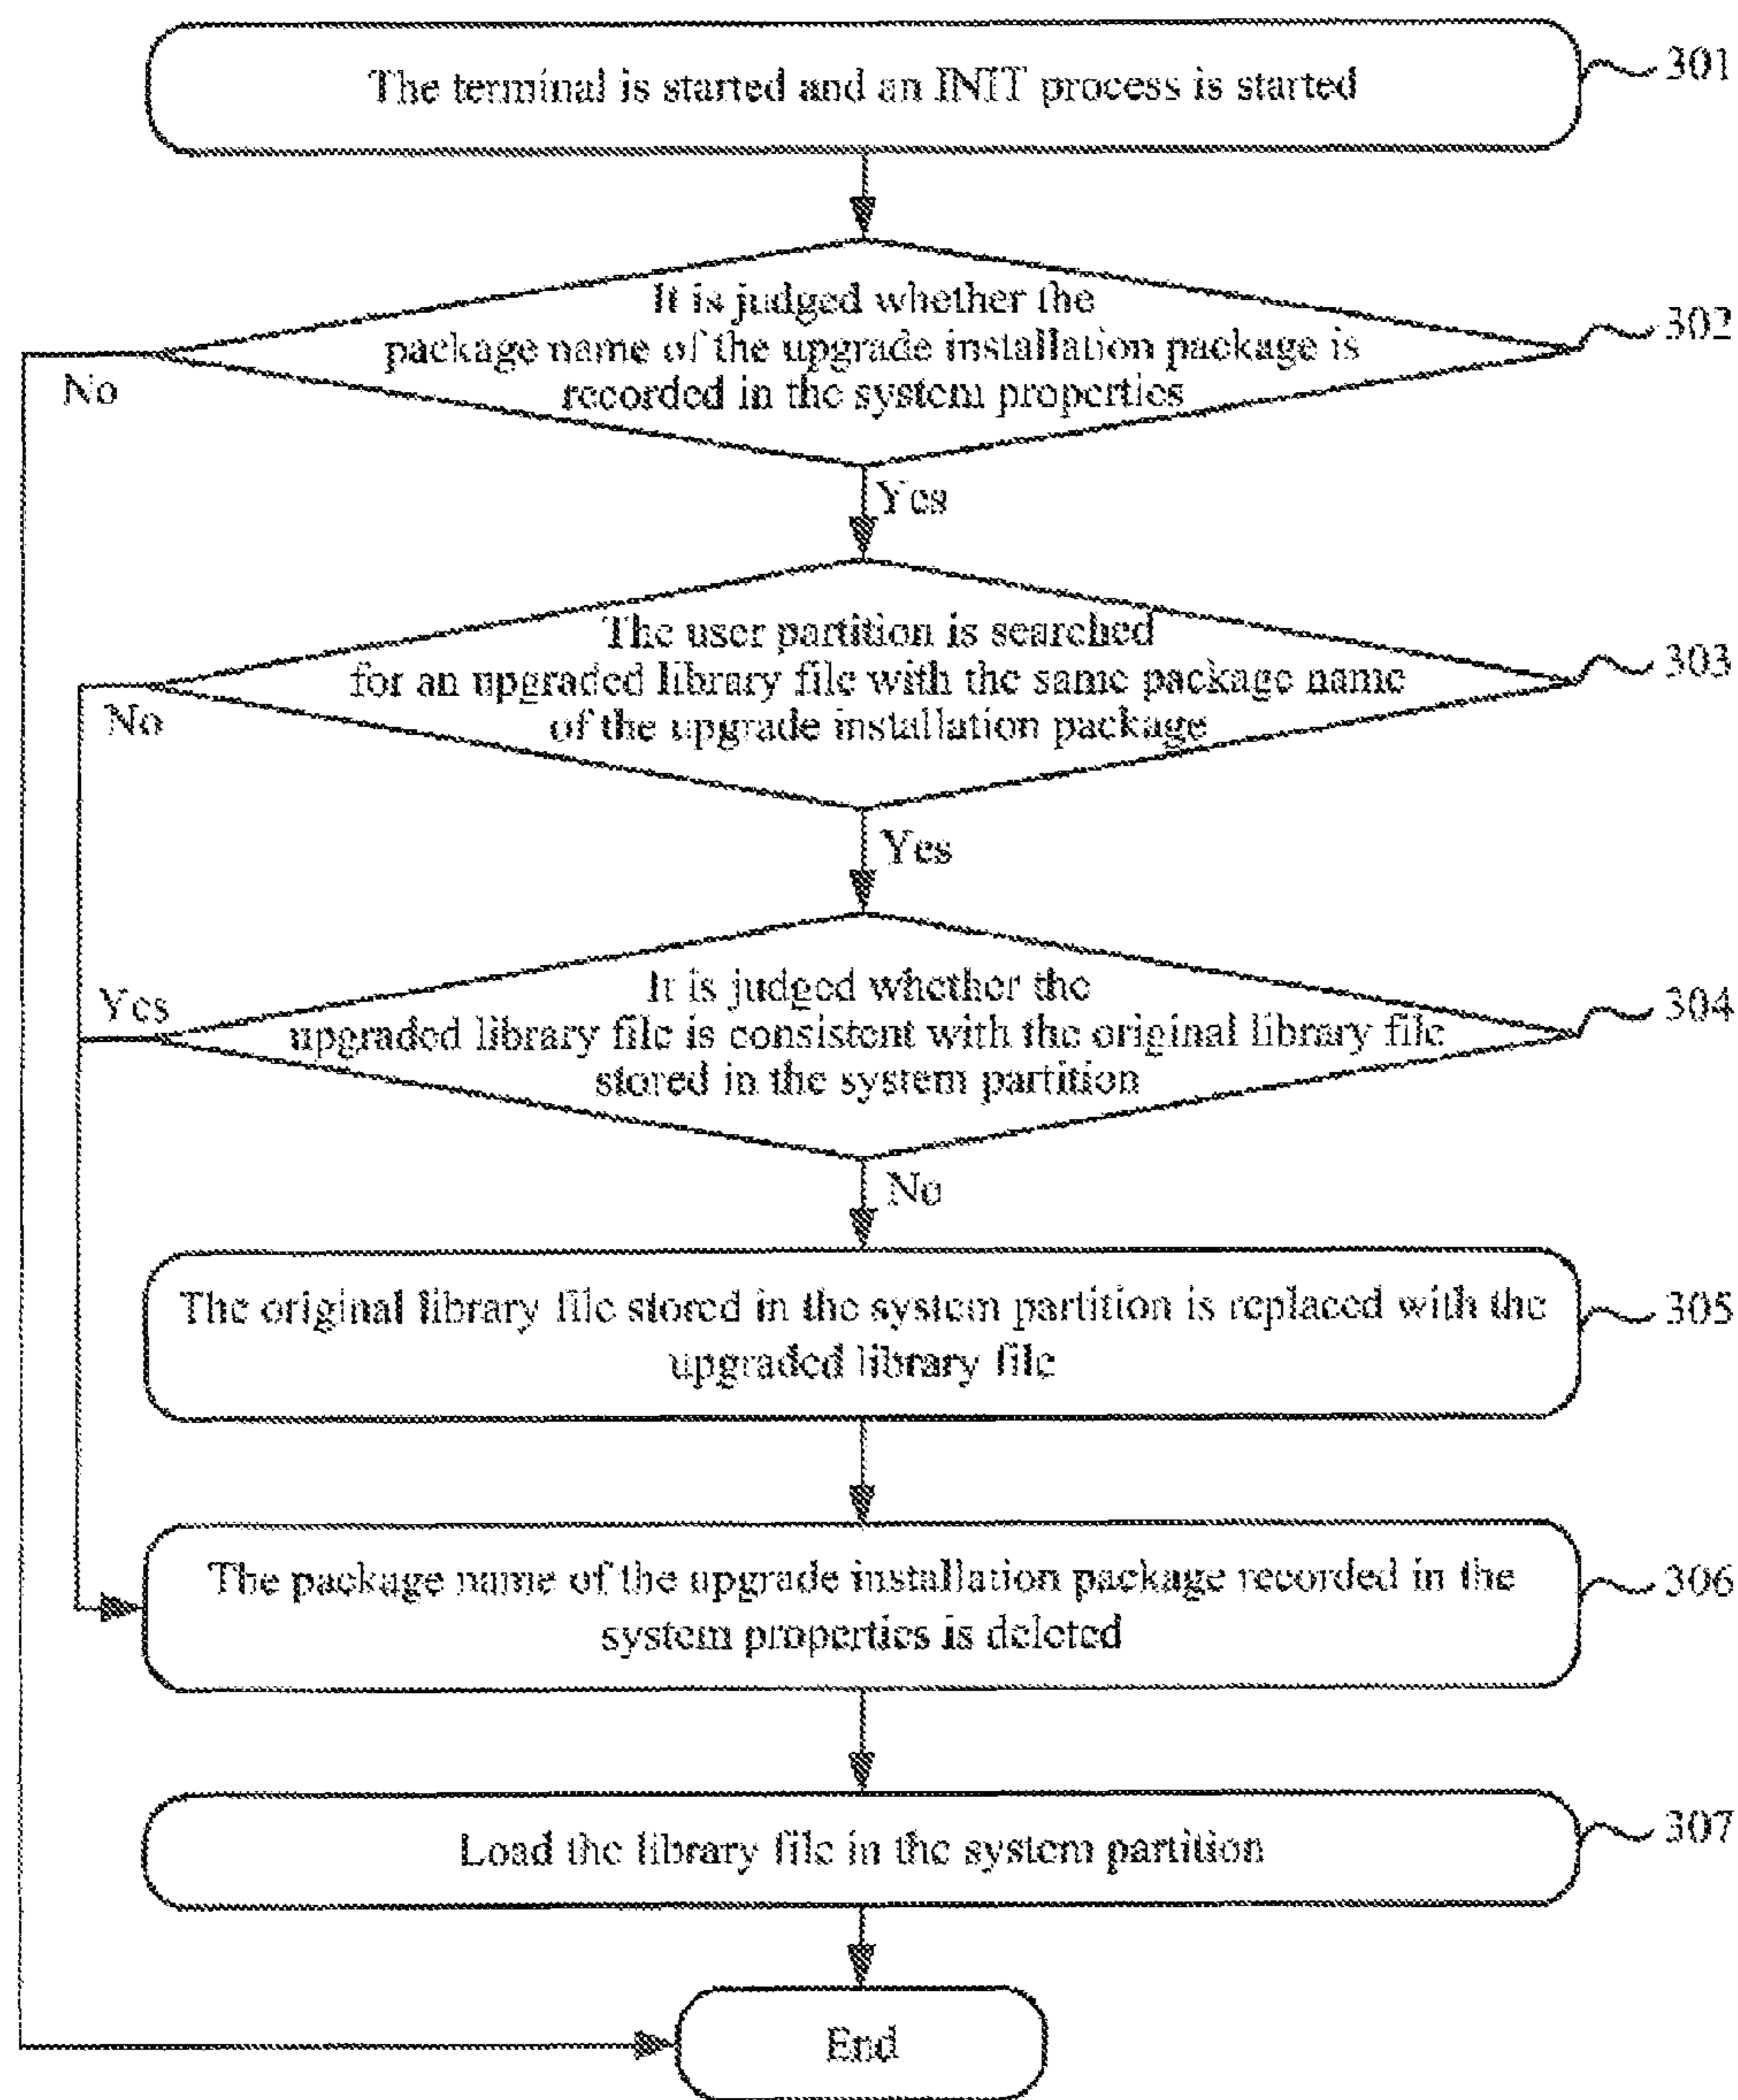 The terminal is started and an INIT process is started
301
It is judged whether the
package name of the upgrade installation package is
recorded in the system properties
302
No
Yes
The user partition is searched
for an upgraded library file with the same package name
of the upgrade installation package
303
No
Yes
It is judged whether the
upgraded library file is consistent with the original library file
stored in the system partition
304
Yes
No
The original library file stored in the system partition is replaced with the
upgraded library file
305
The package name of the upgrade installation package recorded in the
system properties is deleted
306
Load the library file in the system partition
307
End